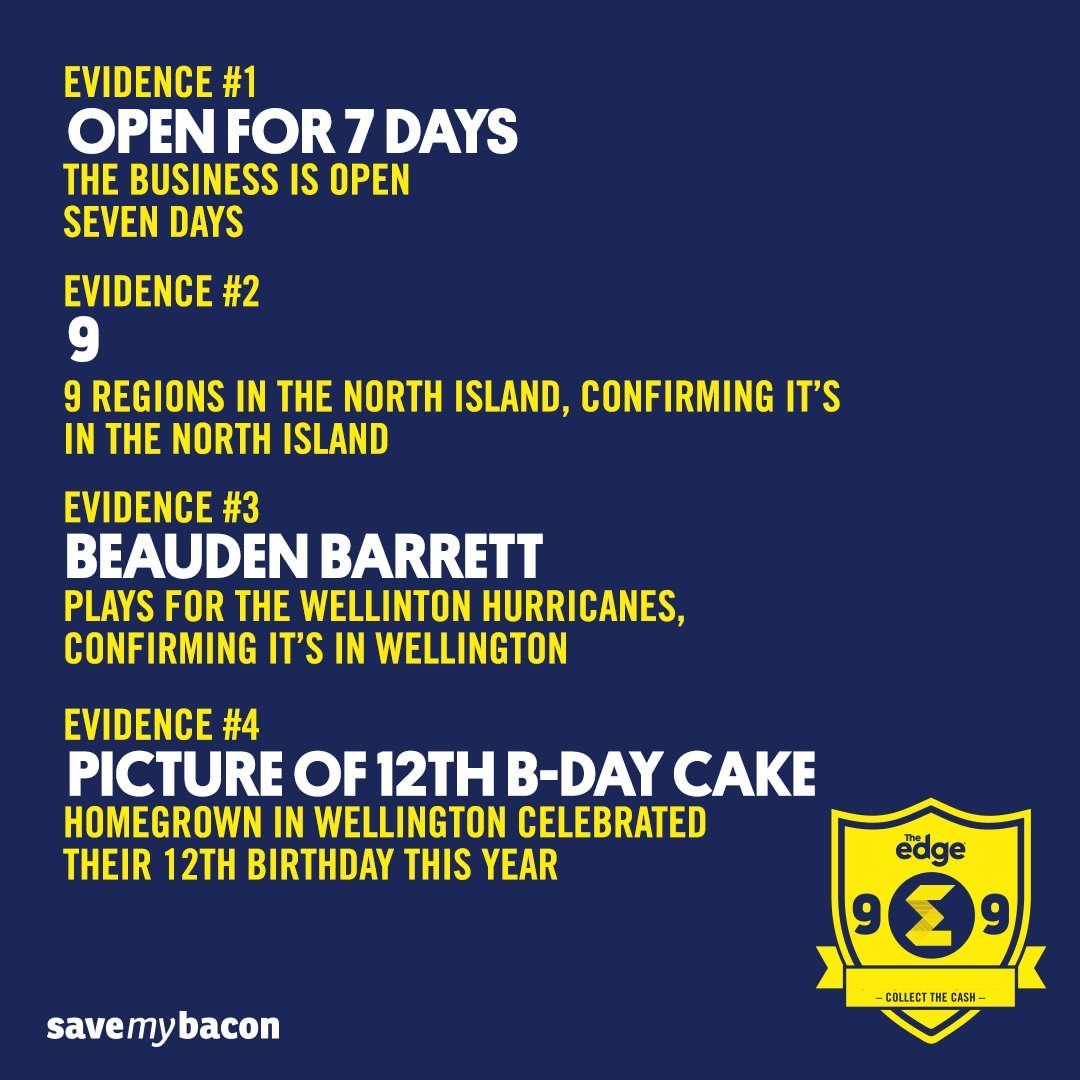 EVIDENCE #1
OPEN FOR 7 DAYS
THE BUSINESS IS OPEN
SEVEN DAYS
EVIDENCE #2
9
9 REGIONS IN THE NORTH ISLAND, CONFIRMING IT'S
IN THE NORTH ISLAND
EVIDENCE #3
BEAUDEN BARRETT
PLAYS FOR THE WELLINTON HURRICANES,
CONFIRMING IT'S IN WELLINGTON
EVIDENCE #4
PICTURE OF 12TH B-DAY CAKE
HOMEGROWN IN WELLINGTON CELEBRATED
THEIR 12TH BIRTHDAY THIS YEAR
The
edge
9 9
– COLLECT THE CASH –
savemybacon